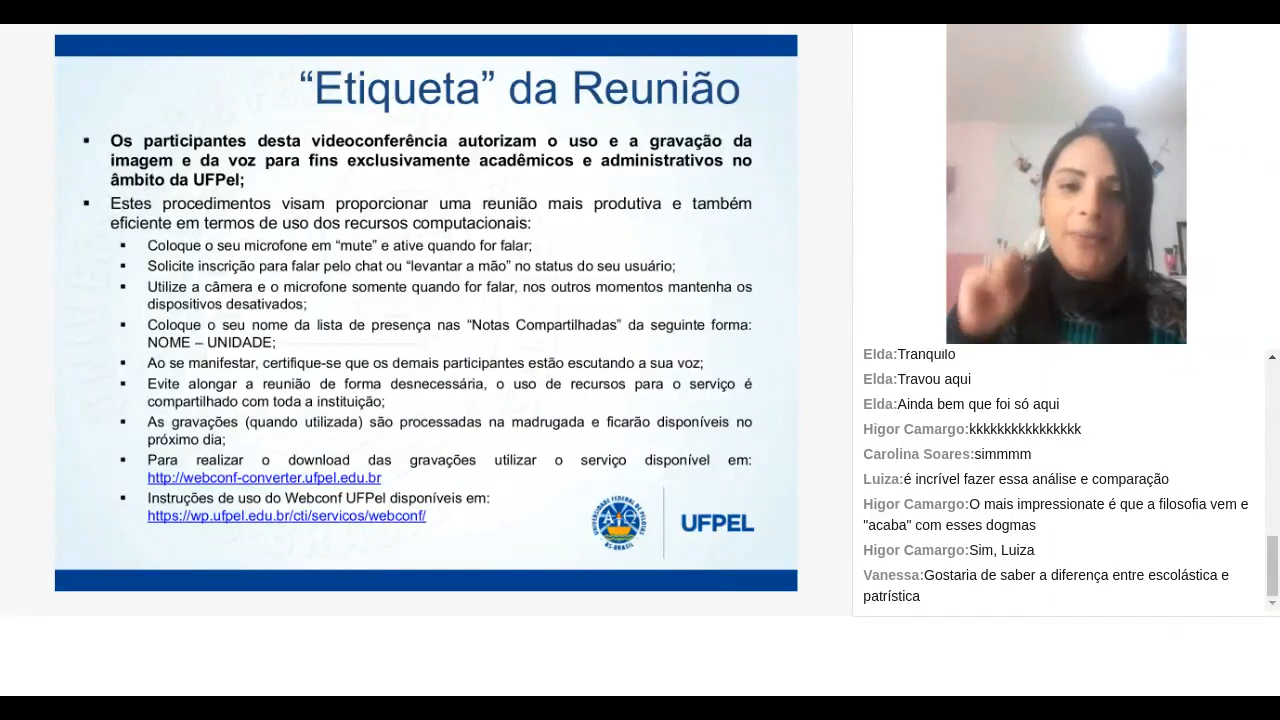 “Etiqueta” da Reunião
▪ Os participantes desta videoconferência autorizam o uso e a gravação da
imagem e da voz para fins exclusivamente acadêmicos e administrativos no
âmbito da UFPel;
▪ Estes procedimentos visam proporcionar uma reunião mais produtiva e também
eficiente em termos de uso dos recursos computacionais:
▪ Coloque o seu microfone em “mute” e ative quando for falar;
▪ Solicite inscrição para falar pelo chat ou “levantar a mão” no status do seu usuário;
▪ Utilize a câmera e o microfone somente quando for falar, nos outros momentos mantenha os
dispositivos desativados;
▪ Coloque o seu nome da lista de presença nas “Notas Compartilhadas” da seguinte forma:
NOME – UNIDADE;
▪ Ao se manifestar, certifique-se que os demais participantes estão escutando a sua voz;
▪ Evite alongar a reunião de forma desnecessária, o uso de recursos para o serviço é
compartilhado com toda a instituição;
▪ As gravações (quando utilizada) são processadas na madrugada e ficarão disponíveis no
próximo dia;
▪ Para realizar o download das gravações utilizar o serviço disponível em:
http://webconf-converter.ufpel.edu.br
▪ Instruções de uso do Webconf UFPel disponíveis em:
https://wp.ufpel.edu.br/cti/servicos/webconf/
UFPEL
Elda:Tranquilo
Elda:Travou aqui
Elda:Ainda bem que foi só aqui
Higor Camargo:kkkkkkkkkkkkkkkk
Carolina Soares:simmmm
Luiza:é incrível fazer essa análise e comparação
Higor Camargo:O mais impressionate é que a filosofia vem e
"acaba" com esses dogmas
Higor Camargo:Sim, Luiza
Vanessa:Gostaria de saber a diferença entre escolástica e
patrística